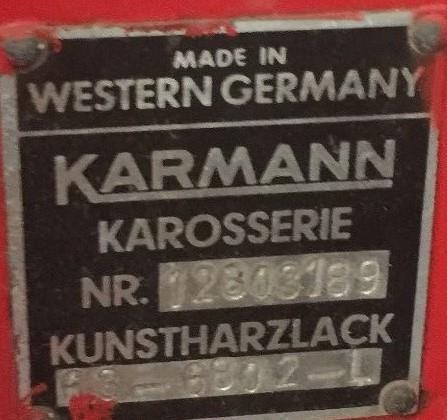 MADE IN
WESTERN GERMANY
KARMANN
KAROSSERIE
NR. 12803189
KUNSTHARZLACK